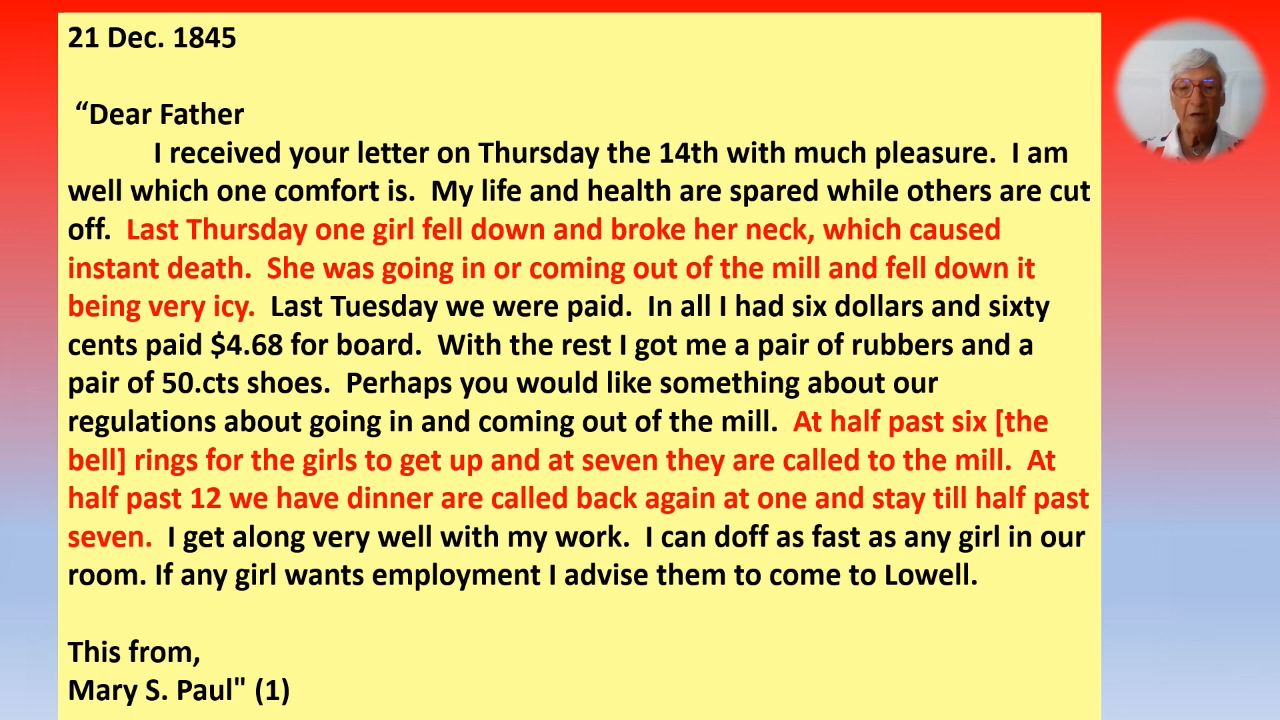 21 Dec. 1845
“Dear Father
I received your letter on Thursday the 14th with much pleasure. I am
well which one comfort is. My life and health are spared while others are cut
off. Last Thursday one girl fell down and broke her neck, which caused
instant death. She was going in or coming out of the mill and fell down it
being very icy. Last Tuesday we were paid. In all I had six dollars and sixty
cents paid $4.68 for board. With the rest I got me a pair of rubbers and a
pair of 50.cts shoes. Perhaps you would like something about our
regulations about going in and coming out of the mill. At half past six [the
bell] rings for the girls to get up and at seven they are called to the mill. At
half past 12 we have dinner are called back again at one and stay till half past
seven. I get along very well with my work. I can doff as fast as any girl in our
room. If any girl wants employment I advise them to come to Lowell.
This from,
Mary S. Paul" (1)